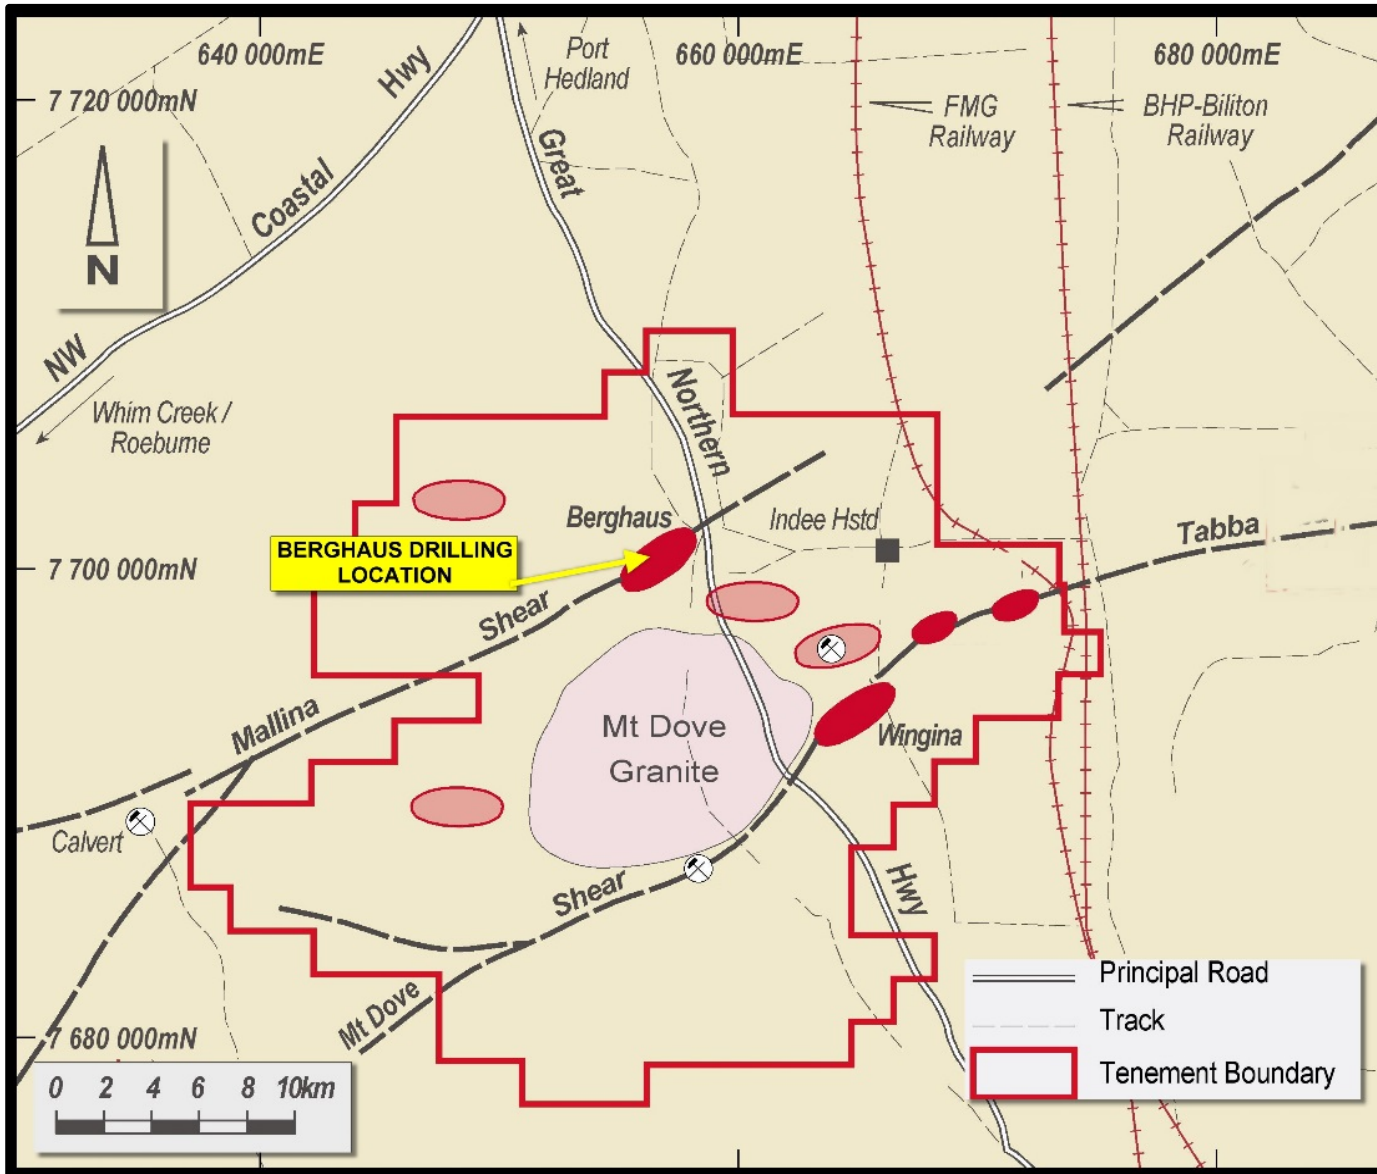 640 000mE
660 000mE
680 000mE
7 720 000mN
7 700 000mN
7 680 000mN
Port
Hedland
FMG
Railway
BHP-Biliton
Railway
NW
Coastal
Hwy
Great
Northern
Hwy
N
Whim Creek /
Roeburne
Berghaus
Indee Hstd
Tabba
BERGHAUS DRILLING
LOCATION
Mallina
Shear
Mt Dove
Granite
Wingina
Calvert
Mt Dove
Shear
0 2 4 6 8 10km
Principal Road
Track
Tenement Boundary